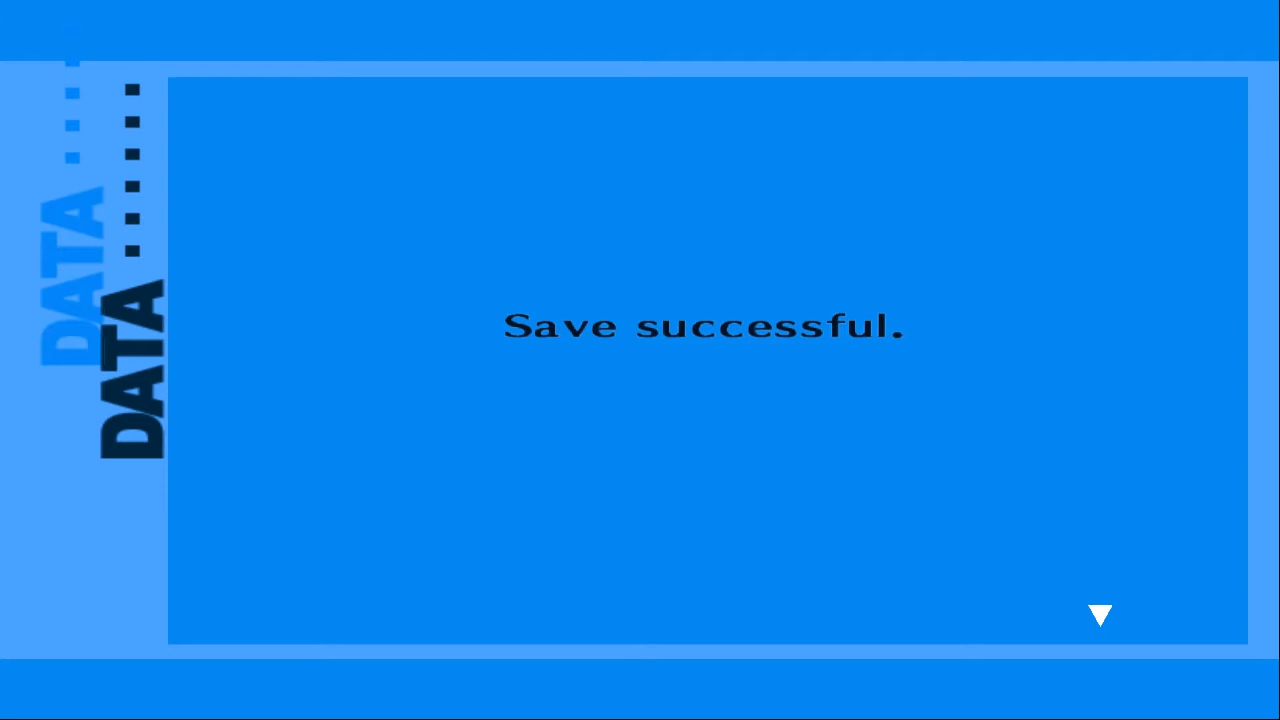 DATA ......
DATA ......
Save successful.